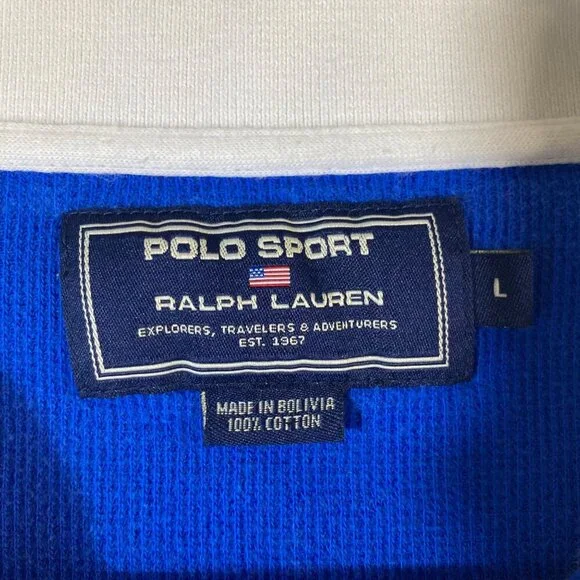 POLO SPORT
RALPH LAUREN
EXPLORERS, TRAVELERS & ADVENTURERS
EST. 1967
L
MADE IN BOLIVIA
100% COTTON